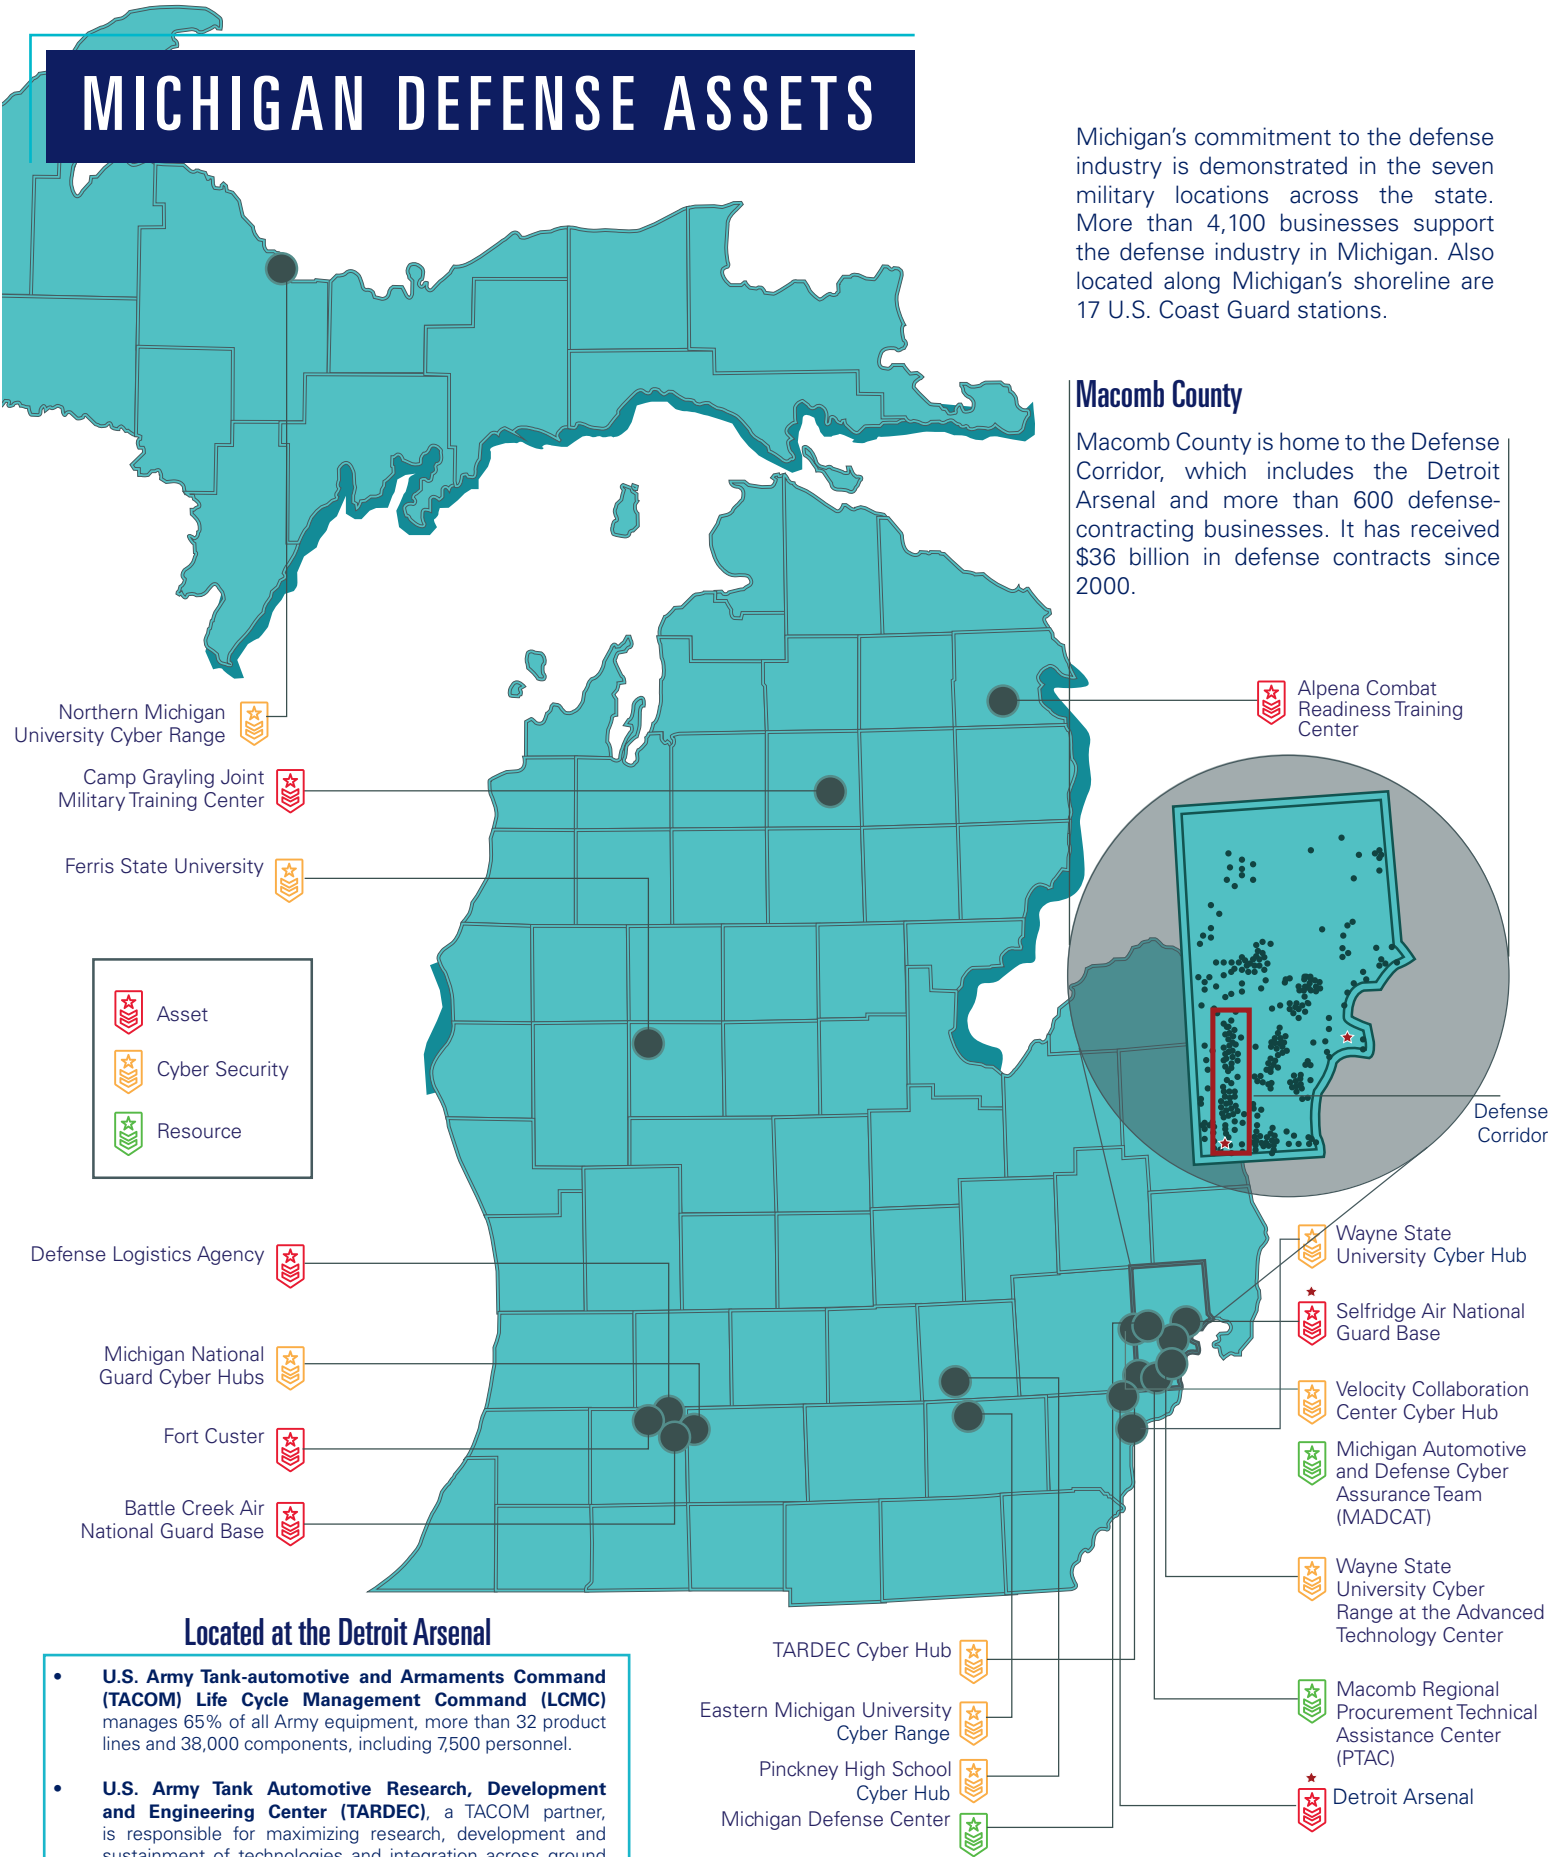 MICHIGAN DEFENSE ASSETS
Michigan's commitment to the defense
industry is demonstrated in the seven
military locations across the state.
More than 4,100 businesses support
the defense industry in Michigan. Also
located along Michigan's shoreline are
17 U.S. Coast Guard stations.
Macomb County
Macomb County is home to the Defense
Corridor, which includes the Detroit
Arsenal and more than 600 defense-
contracting businesses. It has received
$36 billion in defense contracts since
2000.
Northern Michigan
University Cyber Range
Camp Grayling Joint
Military Training Center
Ferris State University
Alpena Combat
Readiness Training
Center
Asset
Cyber Security
Resource
Defense
Corridor
Defense Logistics Agency
Michigan National
Guard Cyber Hubs
Fort Custer
Battle Creek Air
National Guard Base
Wayne State
University Cyber Hub
Selfridge Air National
Guard Base
Velocity Collaboration
Center Cyber Hub
Michigan Automotive
and Defense Cyber
Assurance Team
(MADCAT)
Wayne State
University Cyber
Range at the Advanced
Technology Center
Macomb Regional
Procurement Technical
Assistance Center
(PTAC)
Detroit Arsenal
TARDEC Cyber Hub
Eastern Michigan University
Cyber Range
Pinckney High School
Cyber Hub
Michigan Defense Center
Located at the Detroit Arsenal
• U.S. Army Tank-automotive and Armaments Command
(TACOM) Life Cycle Management Command (LCMC)
manages 65% of all Army equipment, more than 32 product
lines and 38,000 components, including 7,500 personnel.
• U.S. Army Tank Automotive Research, Development
and Engineering Center (TARDEC), a TACOM partner,
is responsible for maximizing research, development and
sustainment of technologies and integration across ground